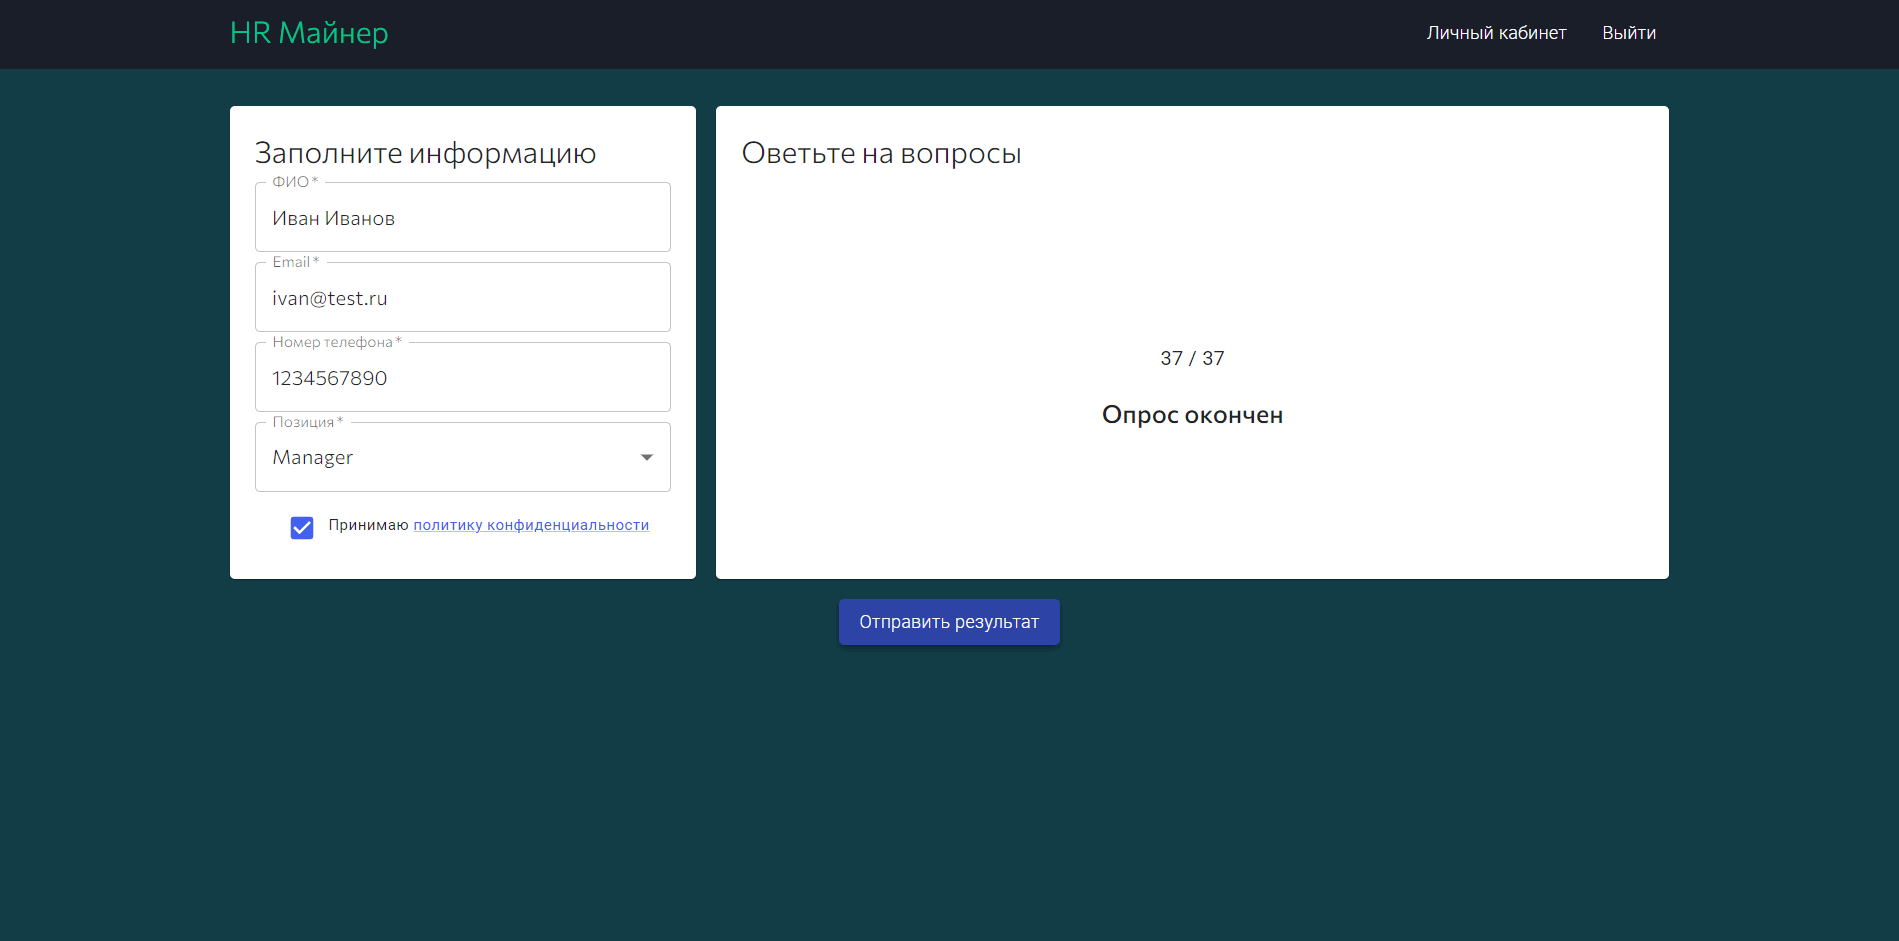 HR Майнер
Личный кабинет
Выйти
Заполните информацию
ФИО *
Иван Иванов
Email *
ivan@test.ru
Номер телефона *
1234567890
Позиция *
Manager
Принимаю политику конфиденциальности
Оветьте на вопросы
37 / 37
Опрос окончен
Отправить результат